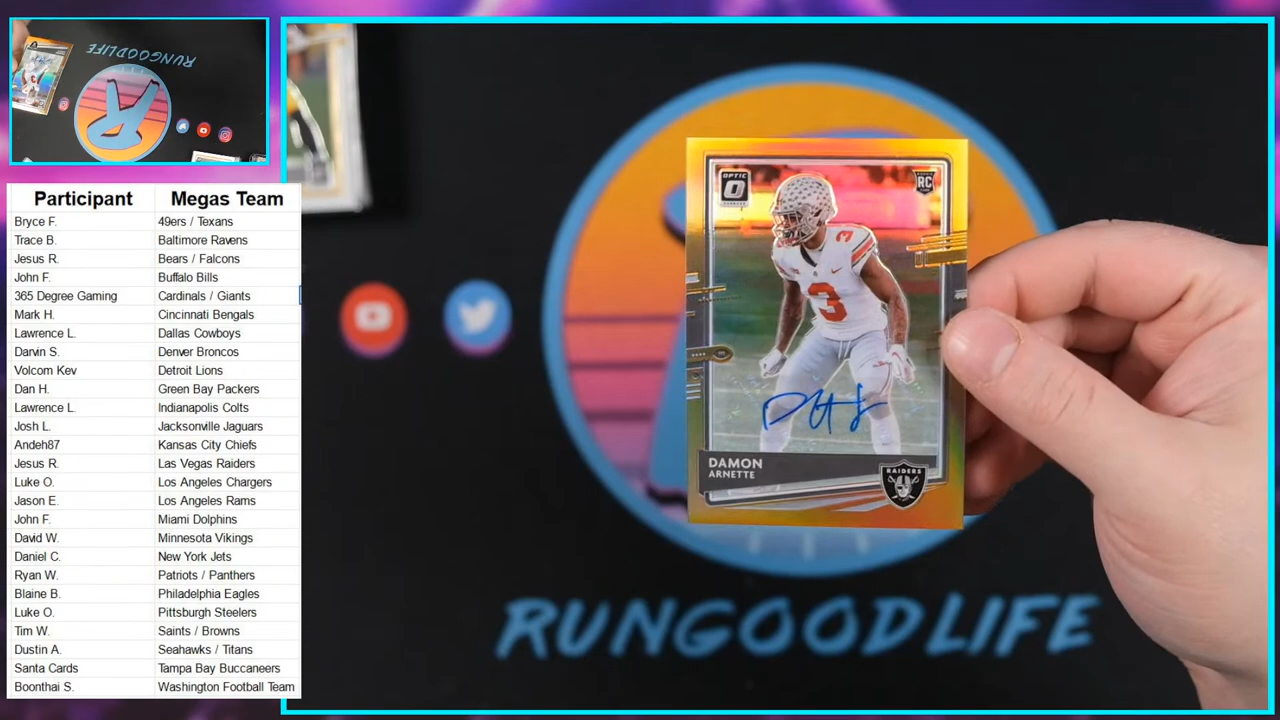 RUNGOODLIFE
Participant Megas Team
Bryce F. 49ers / Texans
Trace B. Baltimore Ravens
Jesus R. Bears / Falcons
John F. Buffalo Bills
365 Degree Gaming Cardinals / Giants
Mark H. Cincinnati Bengals
Lawrence L. Dallas Cowboys
Darvin S. Denver Broncos
Volcom Kev Detroit Lions
Dan H. Green Bay Packers
Lawrence L. Indianapolis Colts
Josh L. Jacksonville Jaguars
Andeh87 Kansas City Chiefs
Jesus R. Las Vegas Raiders
Luke O. Los Angeles Chargers
Jason E. Los Angeles Rams
John F. Miami Dolphins
David W. Minnesota Vikings
Daniel C. New York Jets
Ryan W. Patriots / Panthers
Blaine B. Philadelphia Eagles
Luke O. Pittsburgh Steelers
Tim W. Saints / Browns
Dustin A. Seahawks / Titans
Santa Cards Tampa Bay Buccaneers
Boonthai S. Washington Football Team
OPTIC
RC
3
3
DAMON
ARNETTE
RAIDERS
RUNGOODLIFE